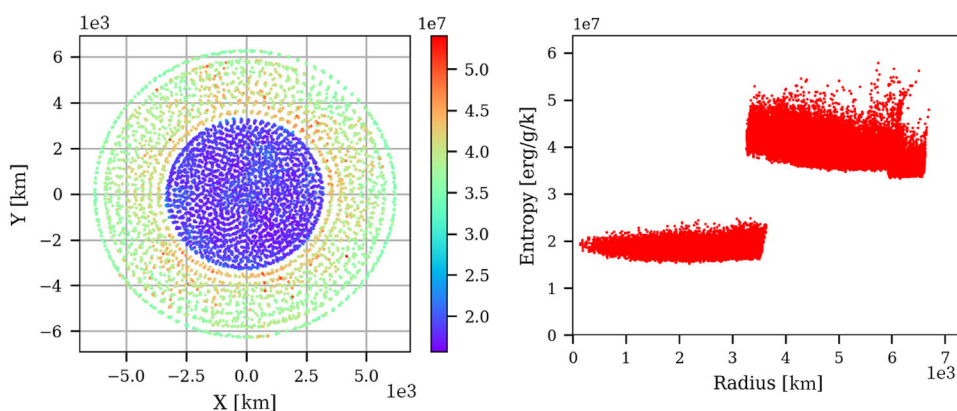 1e3
1e7
6
4
2
0
−2
−4
−6
Y [km]
−5.0 −2.5 0.0 2.5 5.0
1e3
X [km]
5.0
4.5
4.0
3.5
3.0
2.5
2.0
1e7
6
5
4
3
2
1
0
Entropy [erg/g/k]
0 1 2 3 4 5 6 7
1e3
Radius [km]